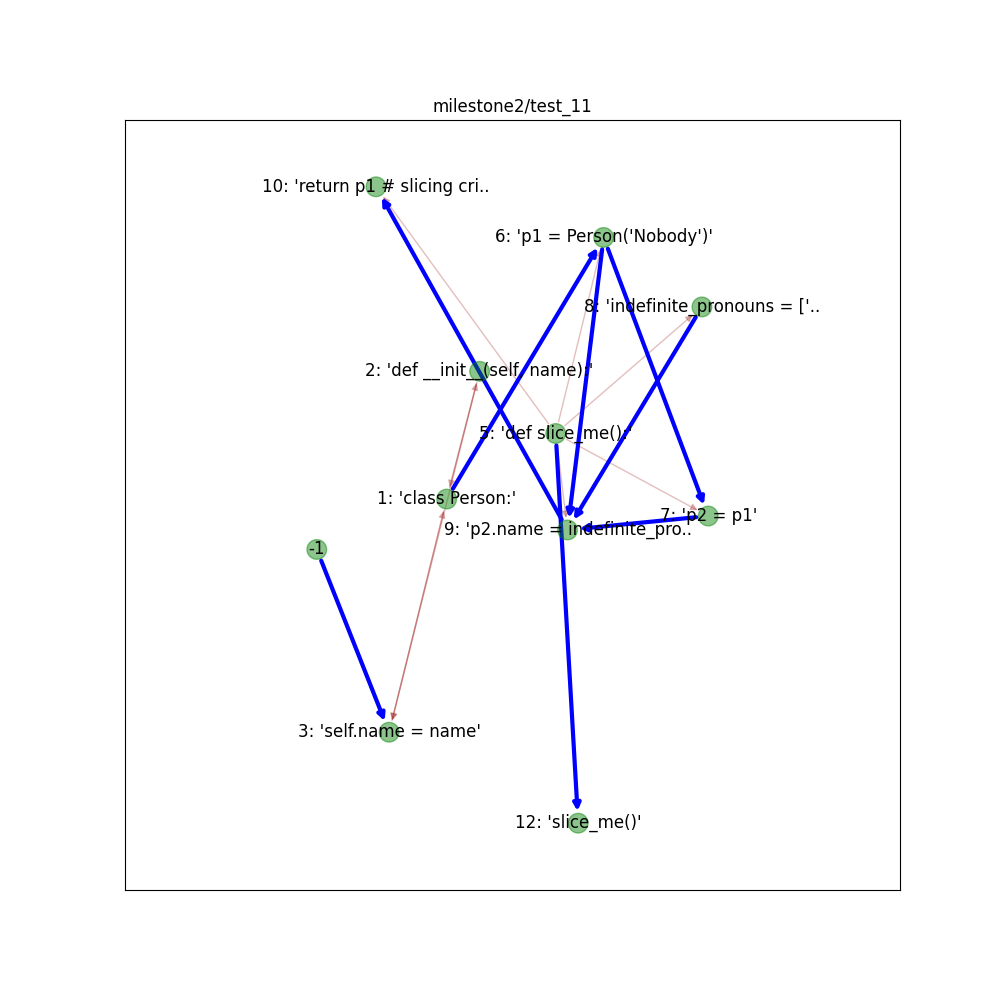 milestone2/test_11
10: 'return p1 # slicing cri..
6: 'p1 = Person('Nobody')'
8: 'indefinite_pronouns = ['..
2: 'def __init__(self, name):'
5: 'def slice_me():'
1: 'class Person:'
7: 'p2 = p1'
9: 'p2.name = indefinite_pro..
-1
3: 'self.name = name'
12: 'slice_me()'